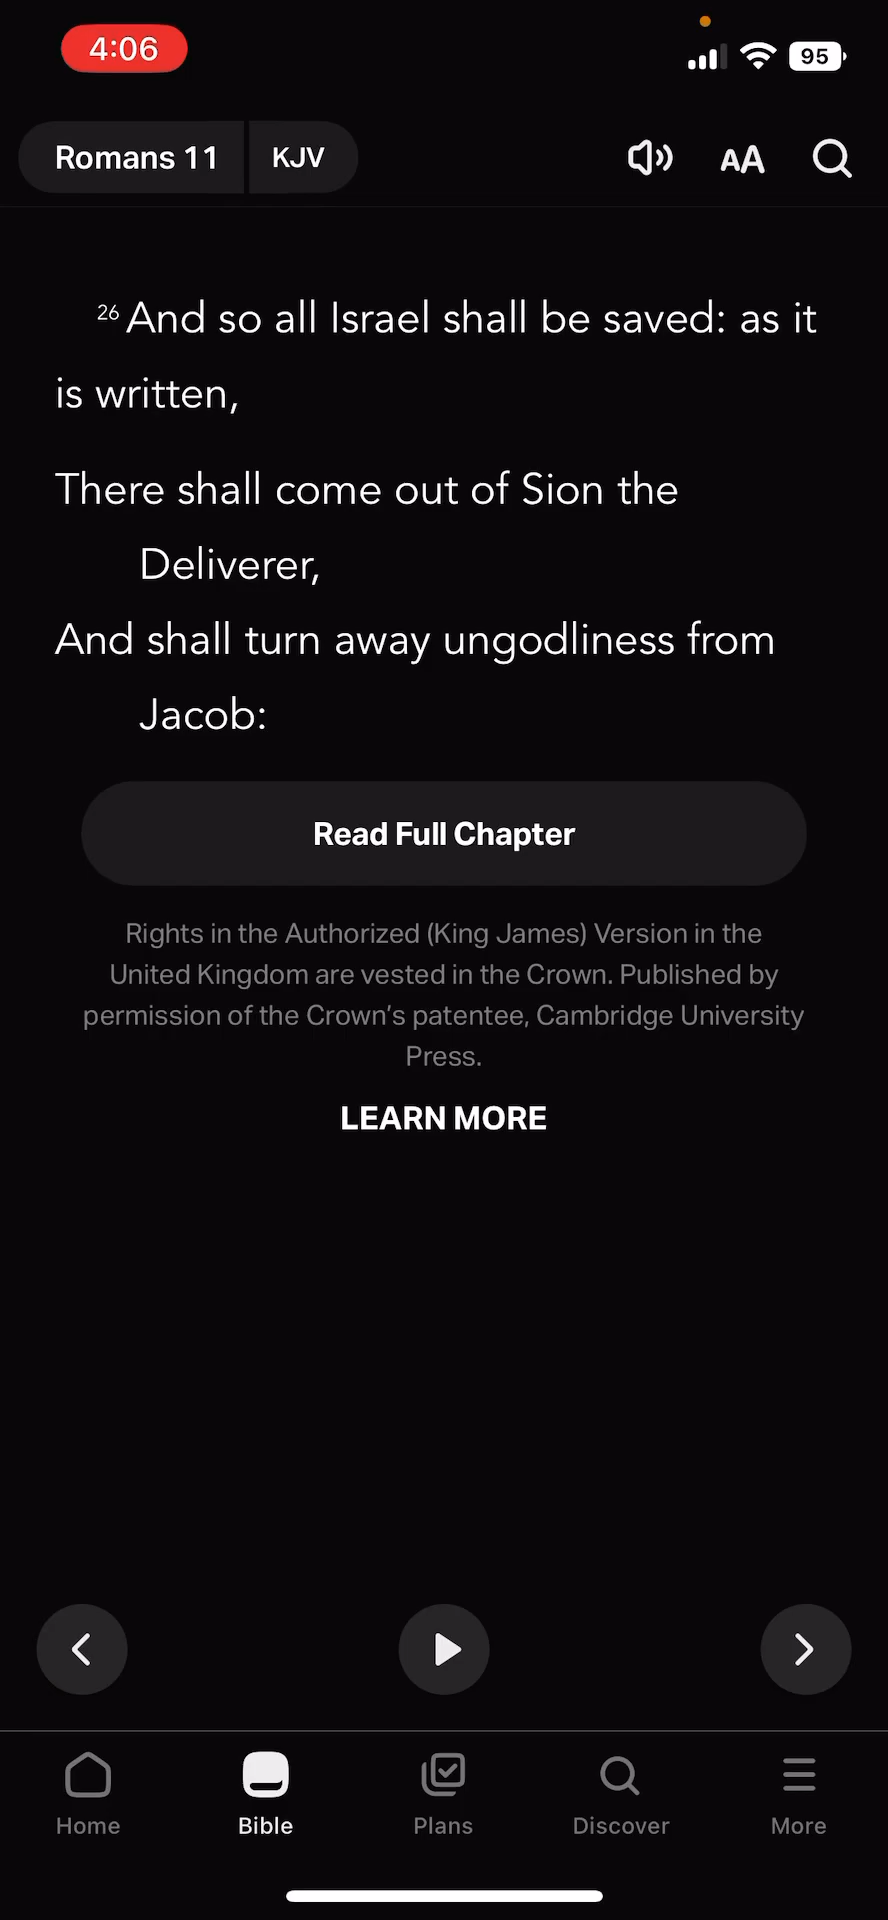 4:06
95
Romans 11
KJV
AA
26 And so all Israel shall be saved: as it
is written,
There shall come out of Sion the
Deliverer,
And shall turn away ungodliness from
Jacob:
Read Full Chapter
Rights in the Authorized (King James) Version in the
United Kingdom are vested in the Crown. Published by
permission of the Crown’s patentee, Cambridge University
Press.
LEARN MORE
Home
Bible
Plans
Discover
More